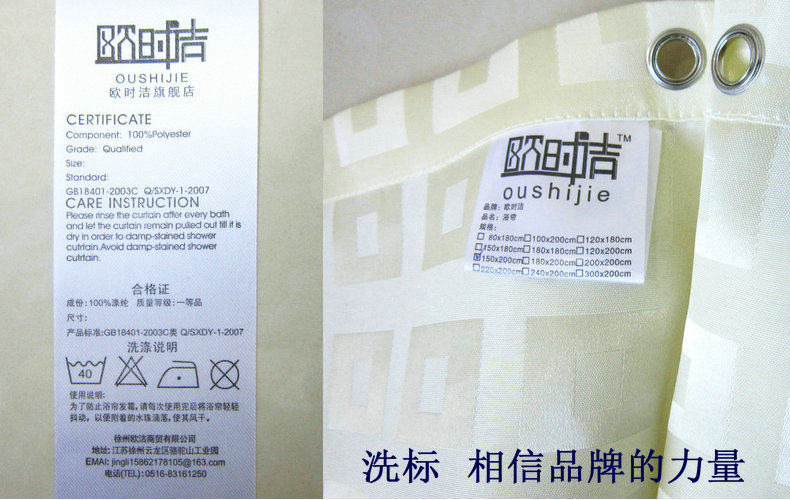 欧时洁
OUSHIJIE
欧时洁旗舰店
CERTIFICATE
Component: 100%Polyester
Grade: Qualified
Size:
Standard:
GB18401-2003C Q/SXDY-1-2007
CARE INSTRUCTION
Please rinse the curtain after every bath
and let the curtain remain pulled out till it is
dry in order to damp-stained shower
cutrtain.Avoid damp-stained shower
cutrtain.
合格证
成份:100%涤纶 质量等级:一等品
尺寸:
产品标准:GB18401-2003C类 Q/SXDY-1-2007
洗涤说明
40
使用说明:
为了防止浴帘发霉,请每次使用完后将浴帘轻轻
抖动,以便附着的水珠滴落,使其风干。
徐州欧洁商贸有限公司
地址: 江苏徐州云龙区骆驼山工业园
EMAI: jingli15862178105@163.com
电话(TEL):0516-83161250
欧时洁™
oushijie
品牌:欧时洁
品名:浴帘
规格:
80x180cm 100x200cm 120x180cm
150x180cm 180x180cm 120x200cm
150x200cm 180x200cm 200x200cm
220x200cm 240x200cm 300x200cm
洗标 相信品牌的力量